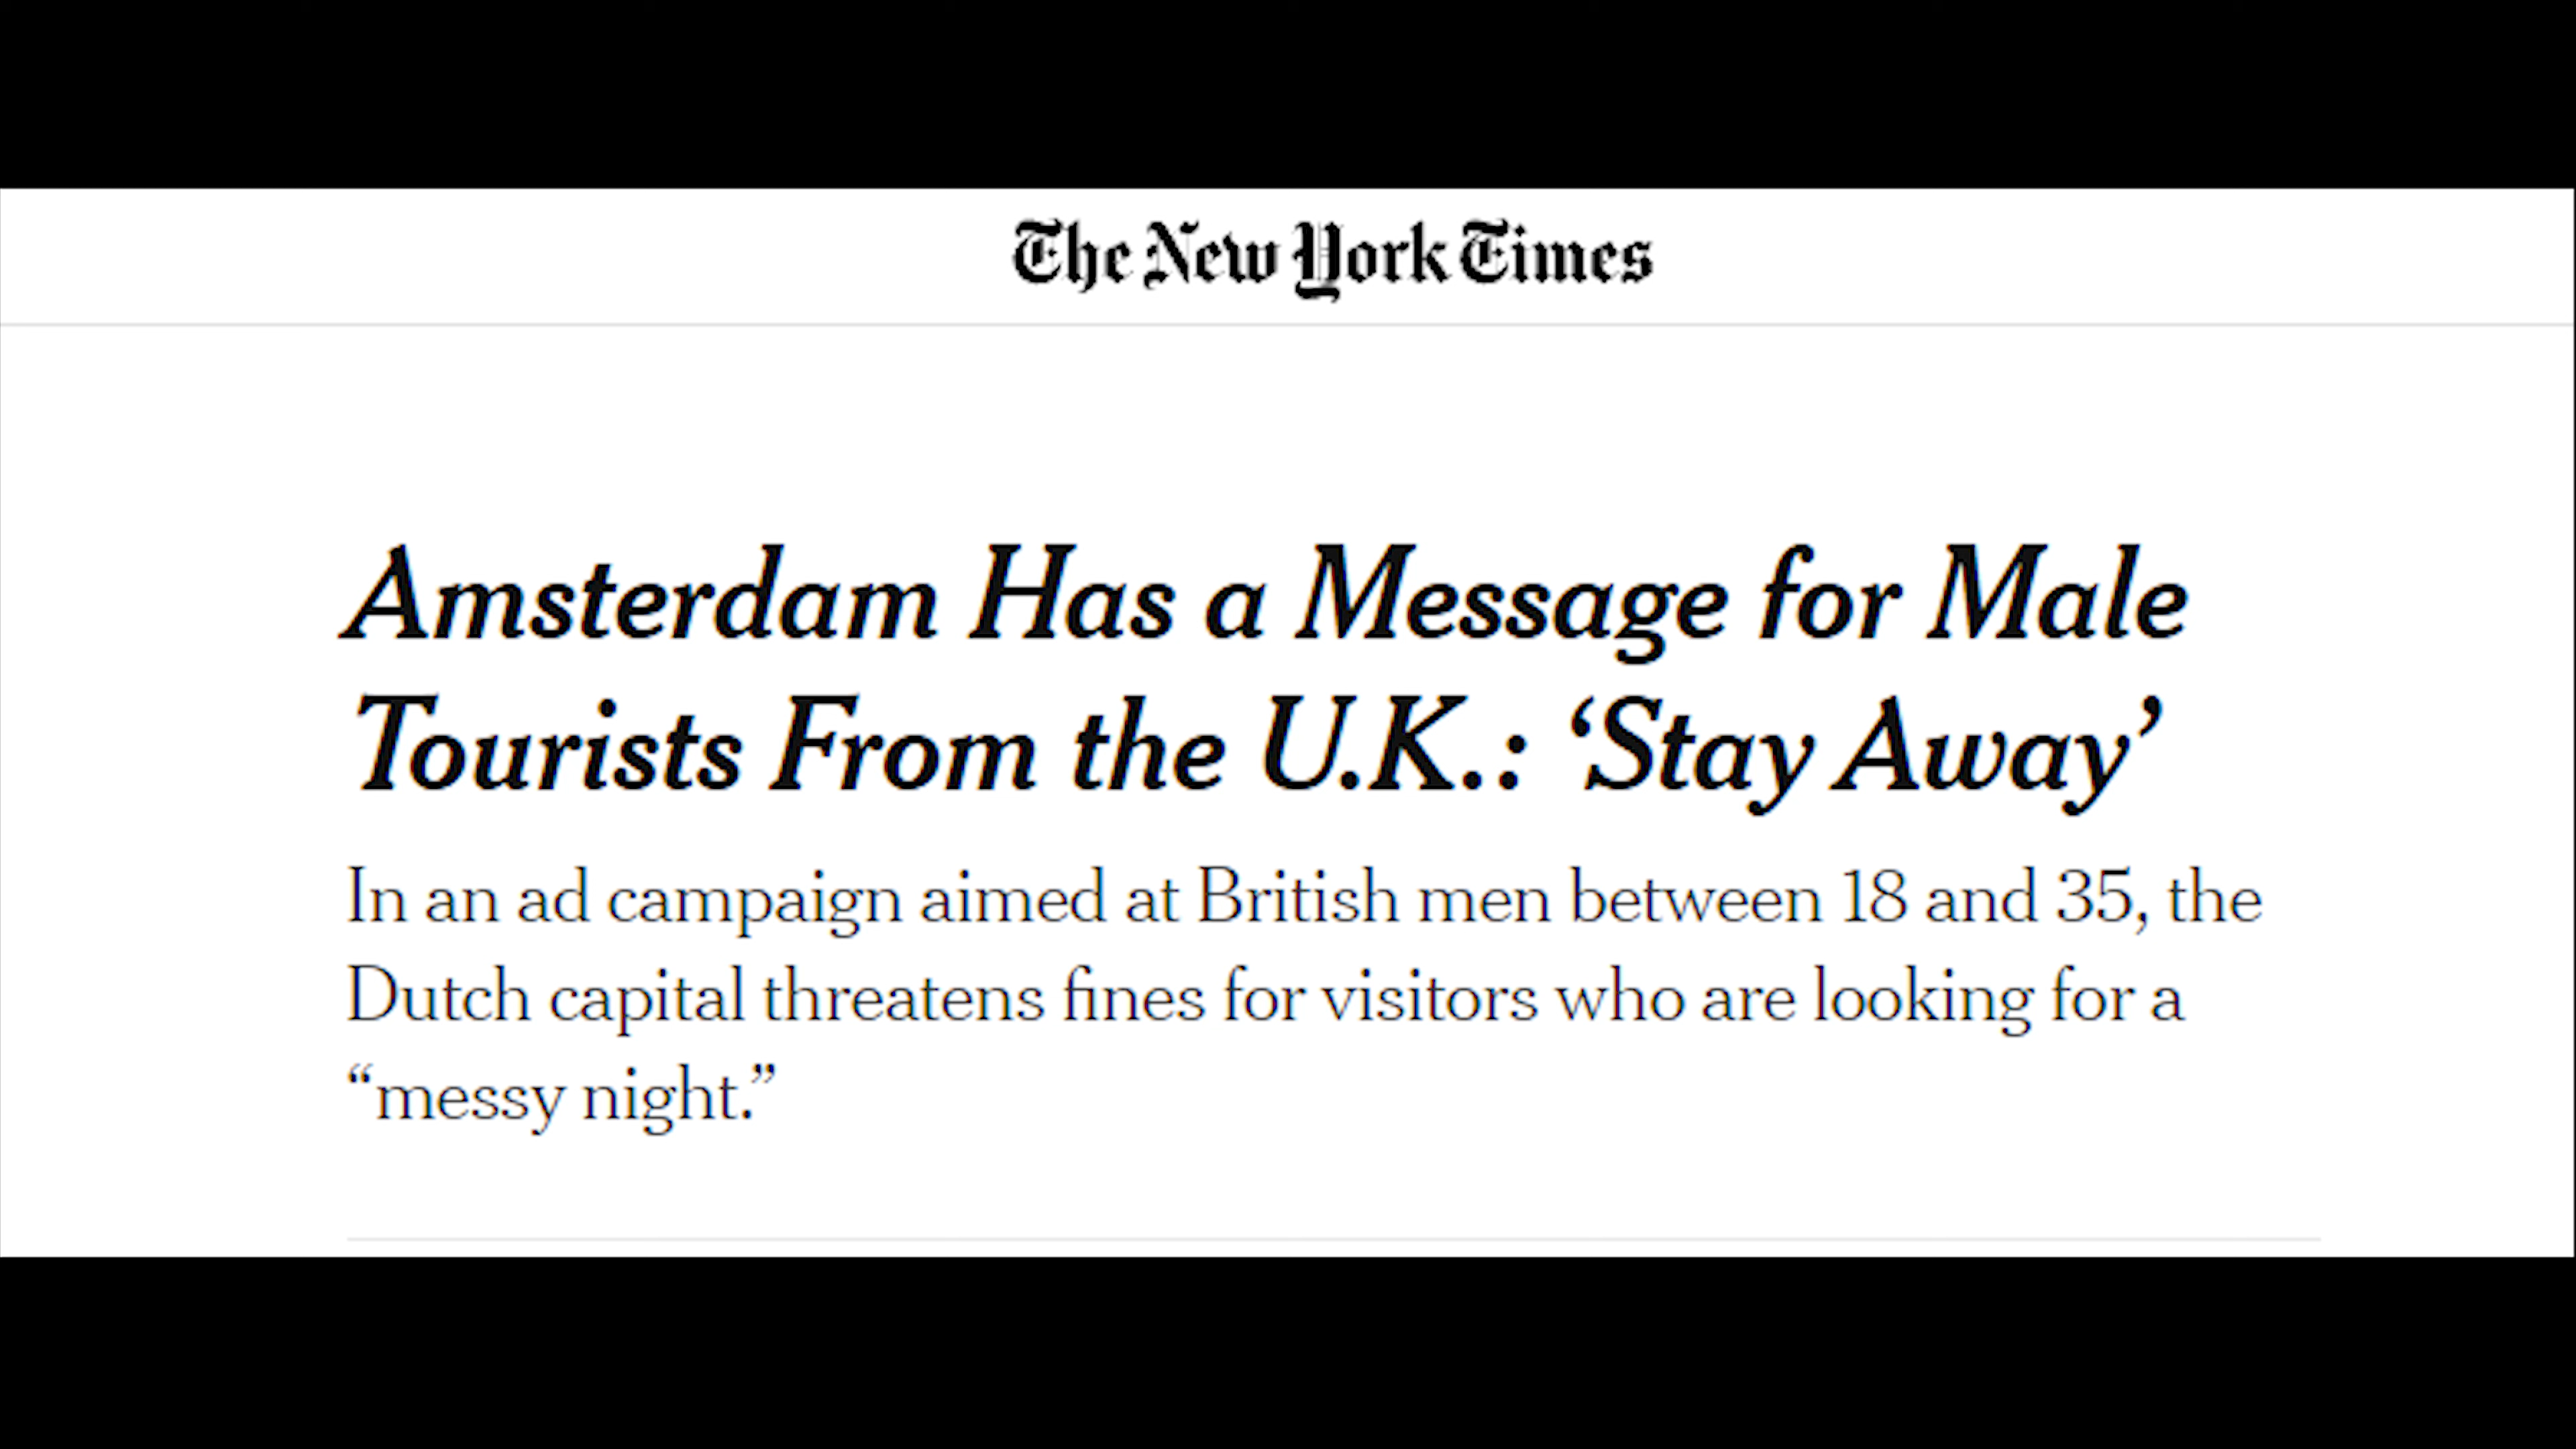 The New York Times
Amsterdam Has a Message for Male
Tourists From the U.K.: ‘Stay Away’
In an ad campaign aimed at British men between 18 and 35, the
Dutch capital threatens fines for visitors who are looking for a
“messy night.”